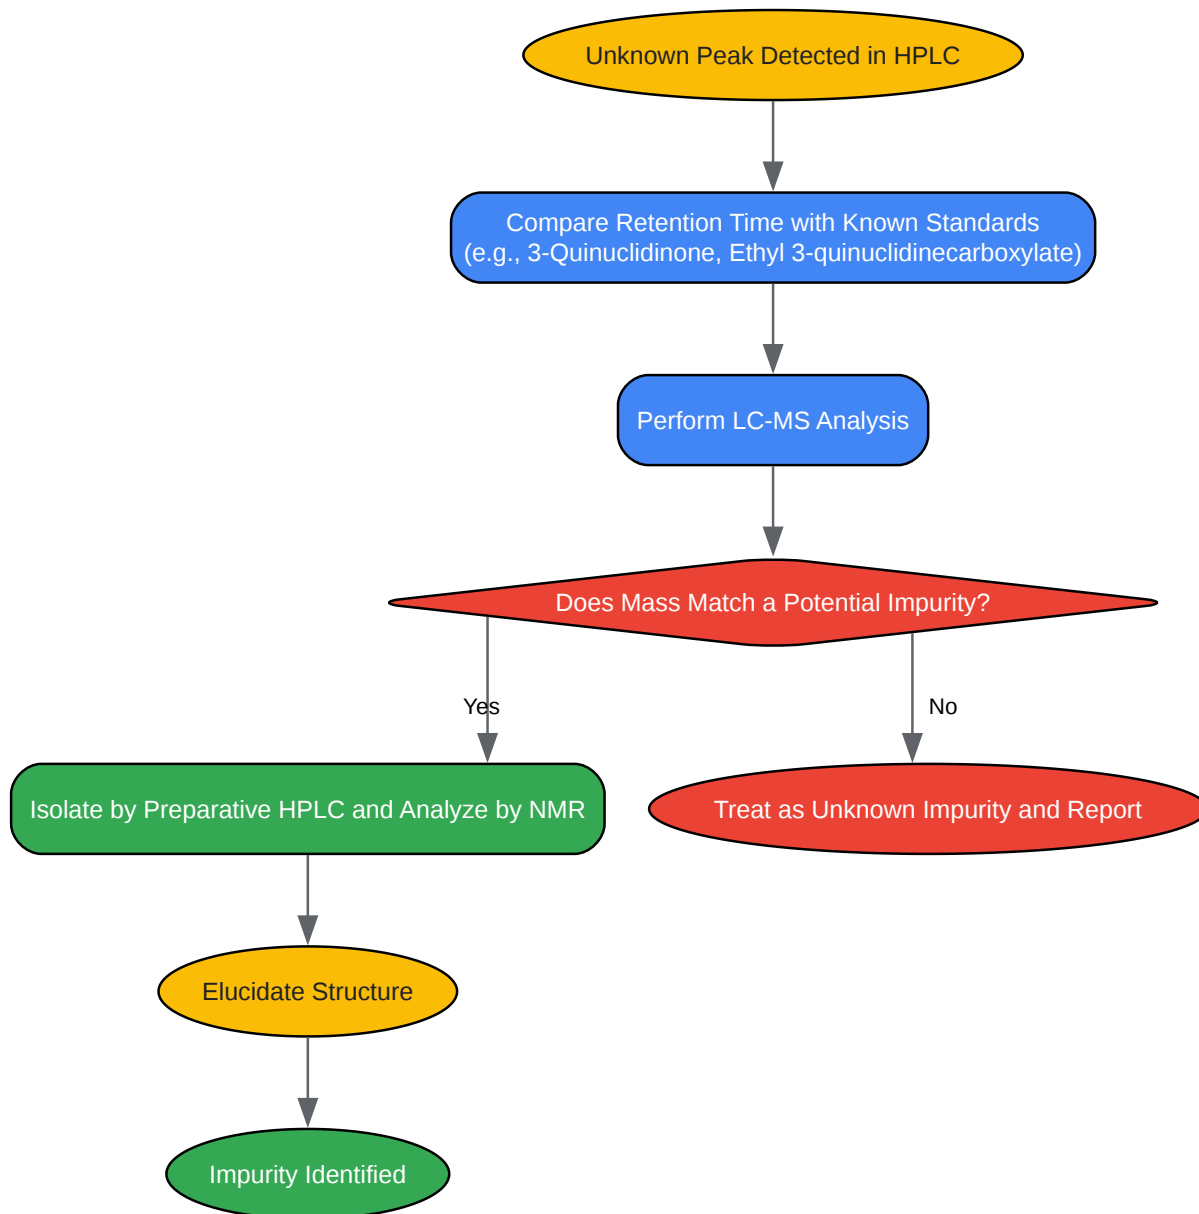 Unknown Peak Detected in HPLC
Compare Retention Time with Known Standards
(e.g., 3-Quinuclidinone, Ethyl 3-quinuclidinecarboxylate)
Perform LC-MS Analysis
Does Mass Match a Potential Impurity?
Yes
No
Isolate by Preparative HPLC and Analyze by NMR
Treat as Unknown Impurity and Report
Elucidate Structure
Impurity Identified